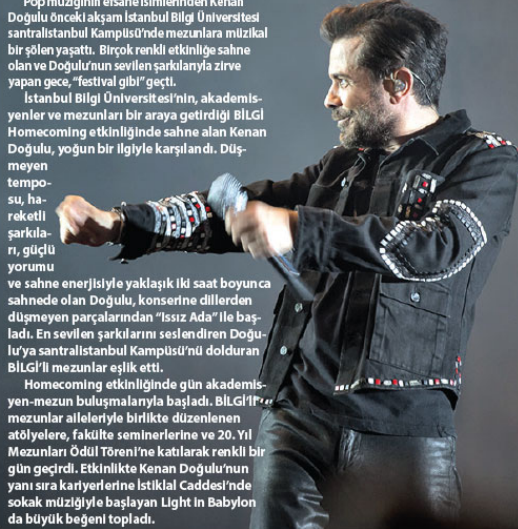 Pop müziğinin efsane isimlerinden Kenan
Doğulu önceki akşam İstanbul Bilgi Üniversitesi
santralistanbul Kampüsü’nde mezunlara müzikal
bir şölen yaşattı. Birçok renkli etkinliğe sahne
olan ve Doğulu’nun sevilen şarkılarıyla zirve
yapan gece, “festival gibi” geçti.
İstanbul Bilgi Üniversitesi’nin, akademis-
yenler ve mezunları bir araya getirdiği BİLGİ
Homecoming etkinliğinde sahne alan Kenan
Doğulu, yoğun bir ilgiyle karşılandı. Düş-
meyen
tempo-
su, ha-
reketli
şarkıla-
rı, güçlü
yorumu
ve sahne enerjisiyle yaklaşık iki saat boyunca
sahnede olan Doğulu, konserine dillerden
düşmeyen parçalarından “Issız Ada” ile baş-
ladı. En sevilen şarkılarını seslendiren Doğu-
lu’ya santralistanbul Kampüsü’nü dolduran
BİLGİ’li mezunlar eşlik etti.
Homecoming etkinliğinde gün akademis-
yen-mezun buluşmalarıyla başladı. BİLGİ’li
mezunlar aileleriyle birlikte düzenlenen
atölyelere, fakülte seminerlerine ve 20. Yıl
Mezunları Ödül Töreni’ne katılarak renkli bir
gün geçirdi. Etkinlikte Kenan Doğulu’nun
yanı sıra kariyerlerine İstiklal Caddesi’nde
sokak müziğiyle başlayan Light in Babylon
da büyük beğeni topladı.